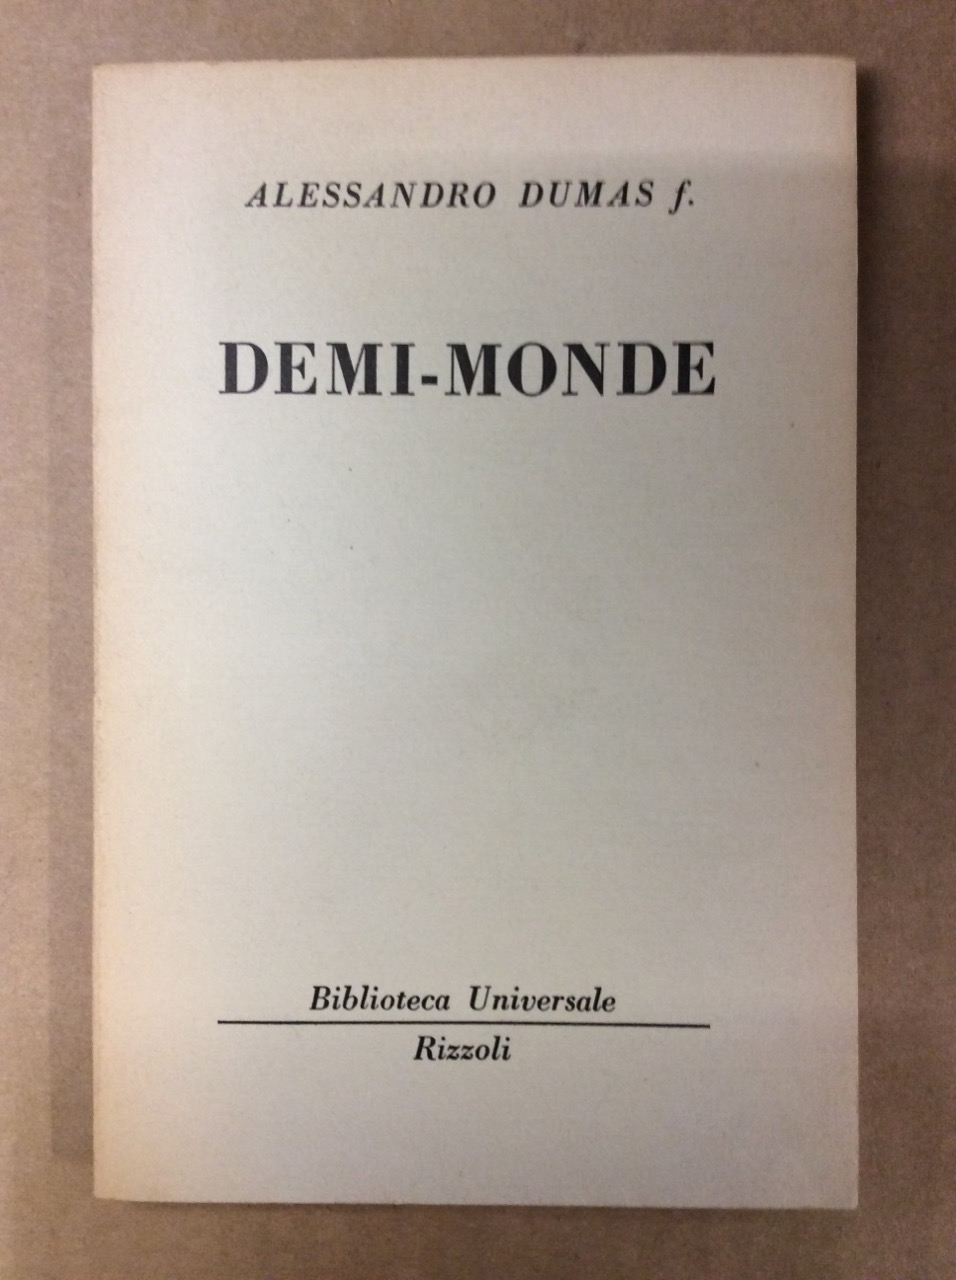 ALESSANDRO DUMAS f.
DEMI-MONDE
Biblioteca Universale
Rizzoli